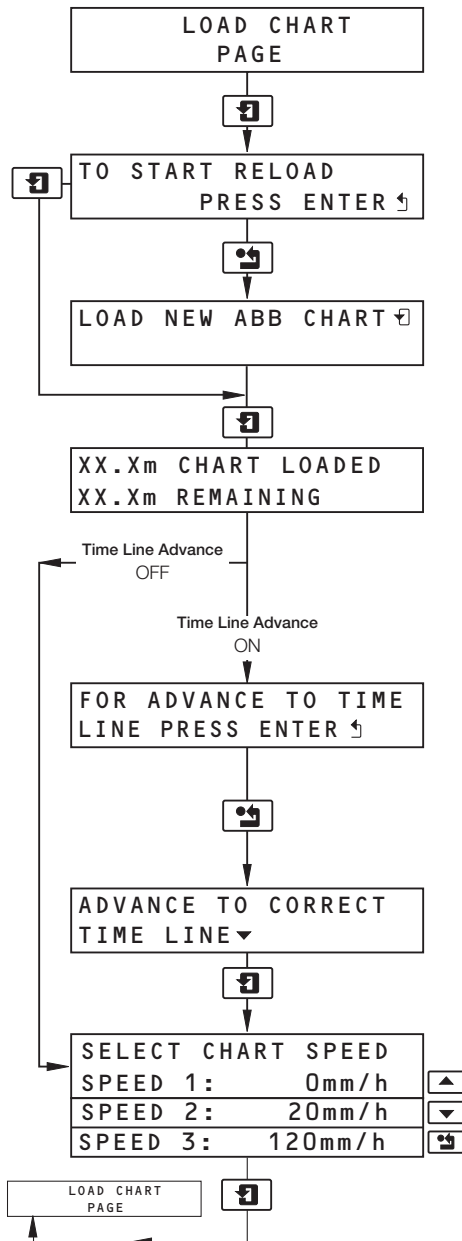 LOAD CHART
PAGE
TO START RELOAD
PRESS ENTER
LOAD NEW ABB CHART
XX.Xm CHART LOADED
XX.Xm REMAINING
Time Line Advance
OFF
Time Line Advance
ON
FOR ADVANCE TO TIME
LINE PRESS ENTER
ADVANCE TO CORRECT
TIME LINE
SELECT CHART SPEED
SPEED 1: 0mm/h
SPEED 2: 20mm/h
SPEED 3: 120mm/h
LOAD CHART
PAGE